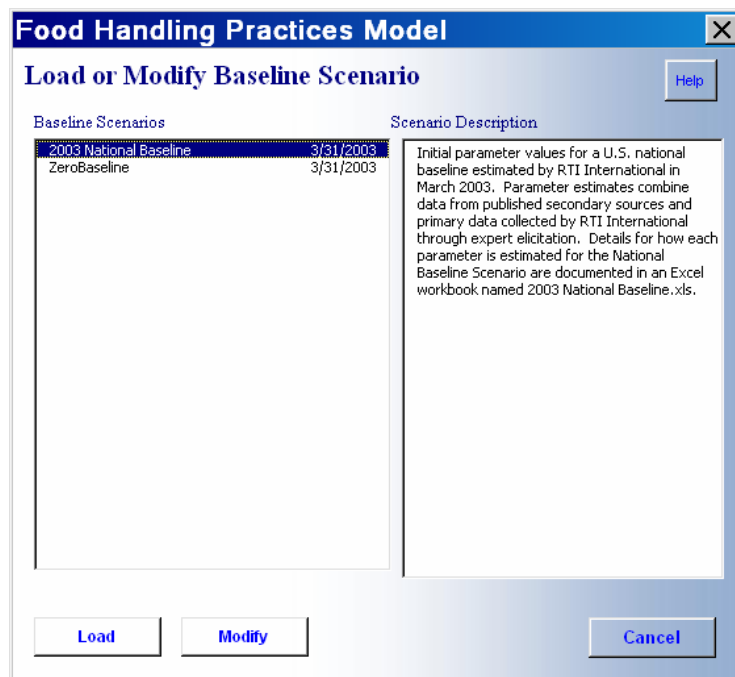 Food Handling Practices Model
Load or Modify Baseline Scenario
Help
Baseline Scenarios
2003 National Baseline 3/31/2003
ZeroBaseline 3/31/2003
Scenario Description
Initial parameter values for a U.S. national
baseline estimated by RTI International in
March 2003.  Parameter estimates combine
data from published secondary sources and
primary data collected by RTI International
through expert elicitation.  Details for how each
parameter is estimated for the National
Baseline Scenario are documented in an Excel
workbook named 2003 National Baseline.xls.
Load
Modify
Cancel